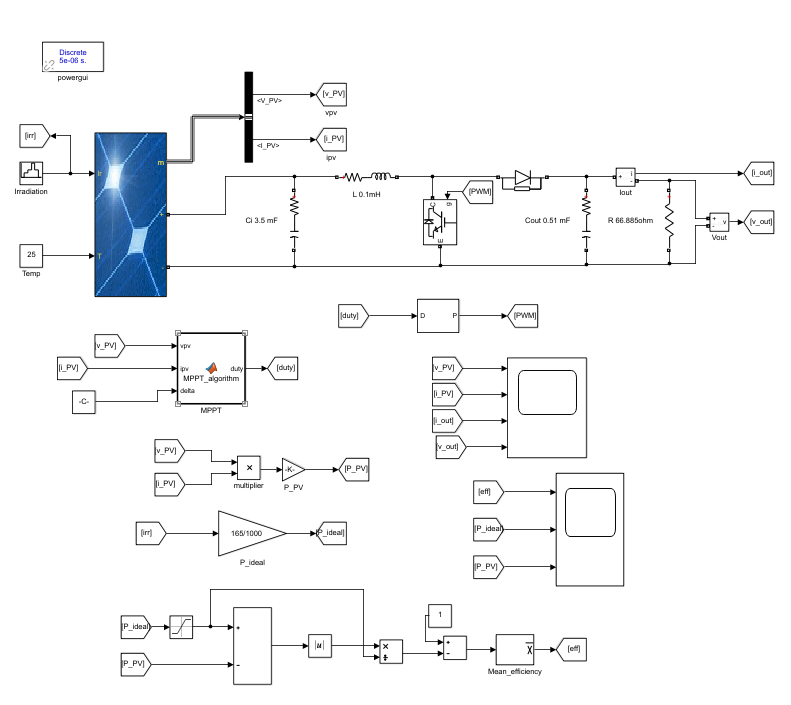 Discrete
5e-06 s.
powergui
<V_PV>
[v_PV]
vpv
[irr]
<I_PV>
[i_PV]
ipv
m
Ir
Irradiation
+
T
-
25
Temp
L 0.1mH
[PWM]
g
C
E
Ci 3.5 mF
Cout 0.51 mF
R 66.885ohm
+
-
i
Iout
[i_out]
+
-
v
Vout
[v_out]
[duty]
D
P
[PWM]
[v_PV]
[i_PV]
-C-
vpv
ipv
delta
MPPT_algorithm
duty
MPPT
[duty]
[v_PV]
[i_PV]
[i_out]
[v_out]
[v_PV]
[i_PV]
×
multiplier
-K-
P_PV
[P_PV]
[irr]
165/1000
P_ideal
[P_ideal]
[eff]
[P_ideal]
[P_PV]
[P_ideal]
[P_PV]
+
−
|u|
×
÷
1
+
−
x̄
Mean_efficiency
[eff]